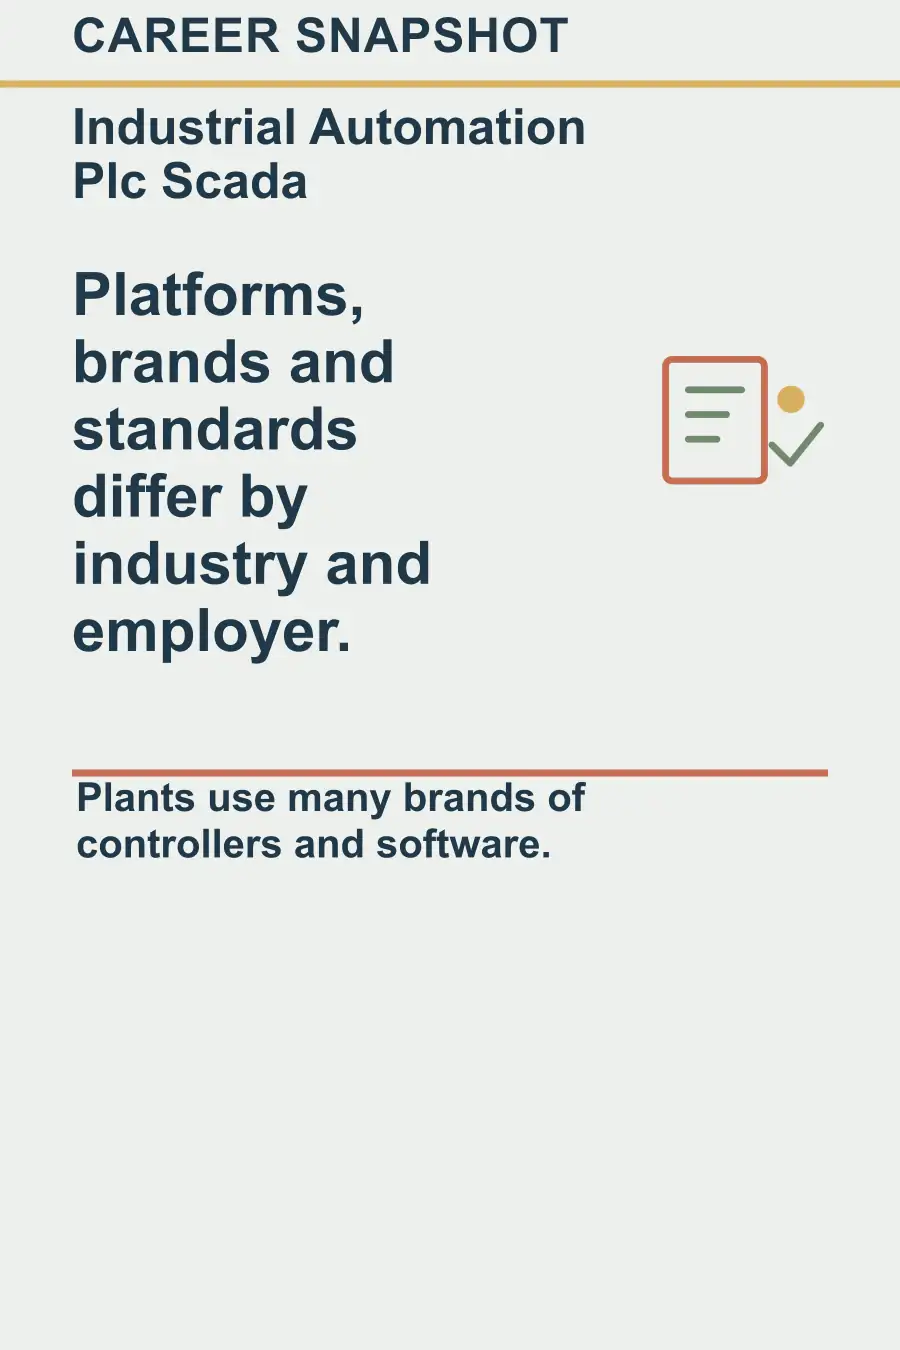 CAREER SNAPSHOT
Industrial Automation
Plc Scada
Platforms,
brands and
standards
differ by
industry and
employer.
Plants use many brands of
controllers and software.